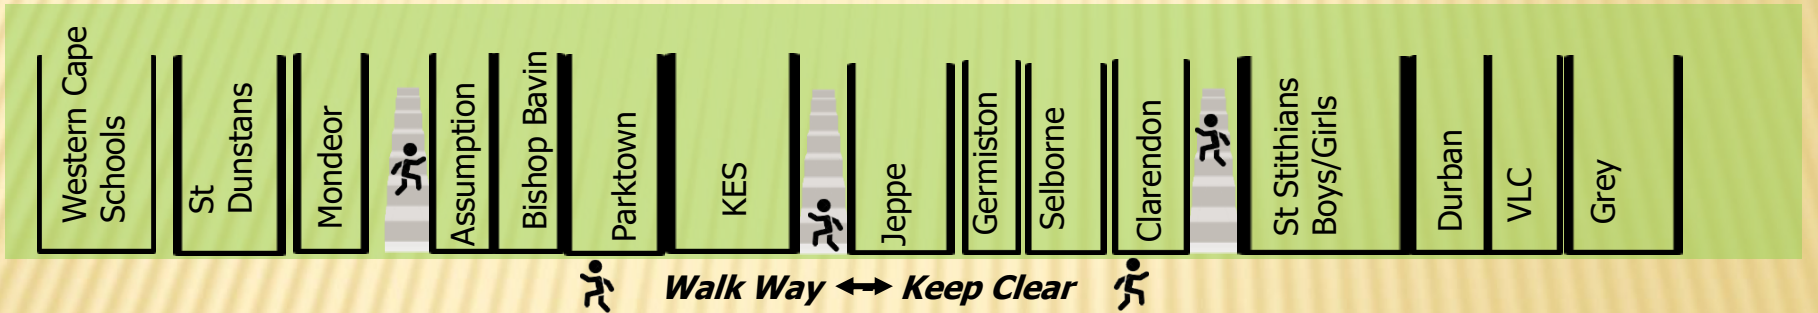 Western Cape
Schools
St
Dunstans
Mondeor
Assumption
Bishop Bavin
Parktown
KES
Jeppe
Germiston
Selborne
Clarendon
St Stithians
Boys/Girls
Durban
VLC
Grey
Walk Way Keep Clear